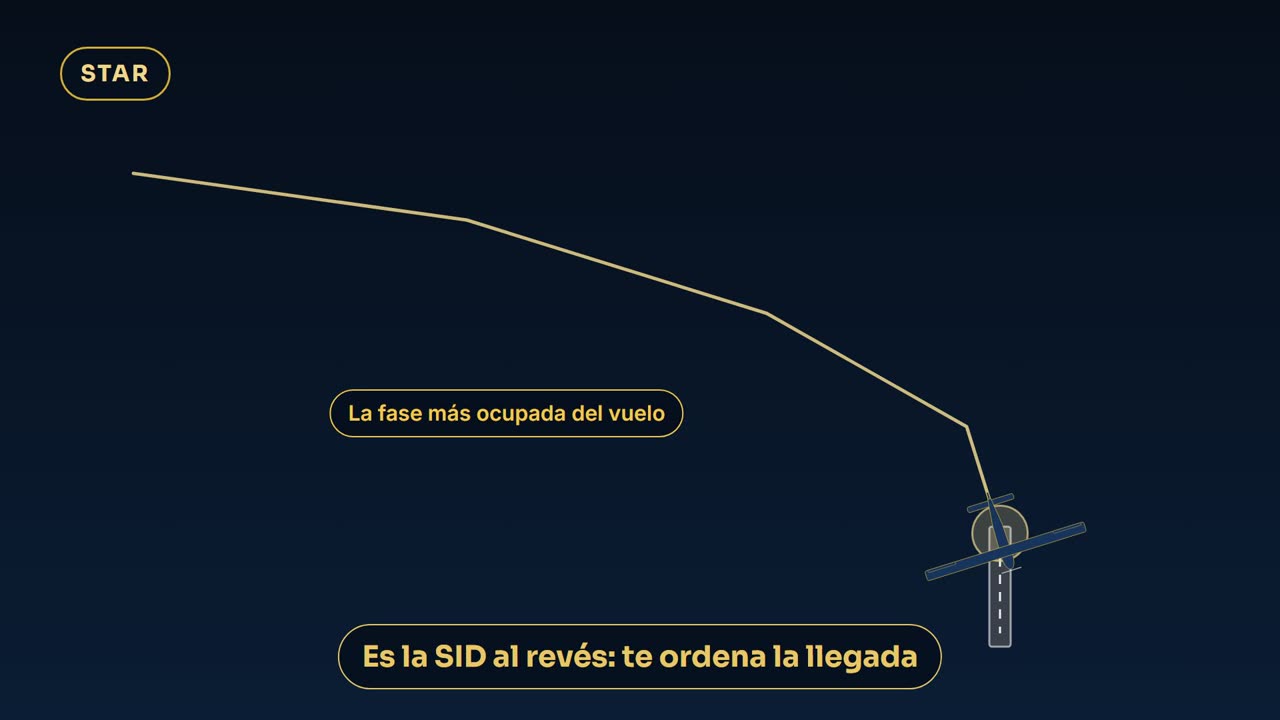 STAR
La fase más ocupada del vuelo
Es la SID al revés: te ordena la llegada